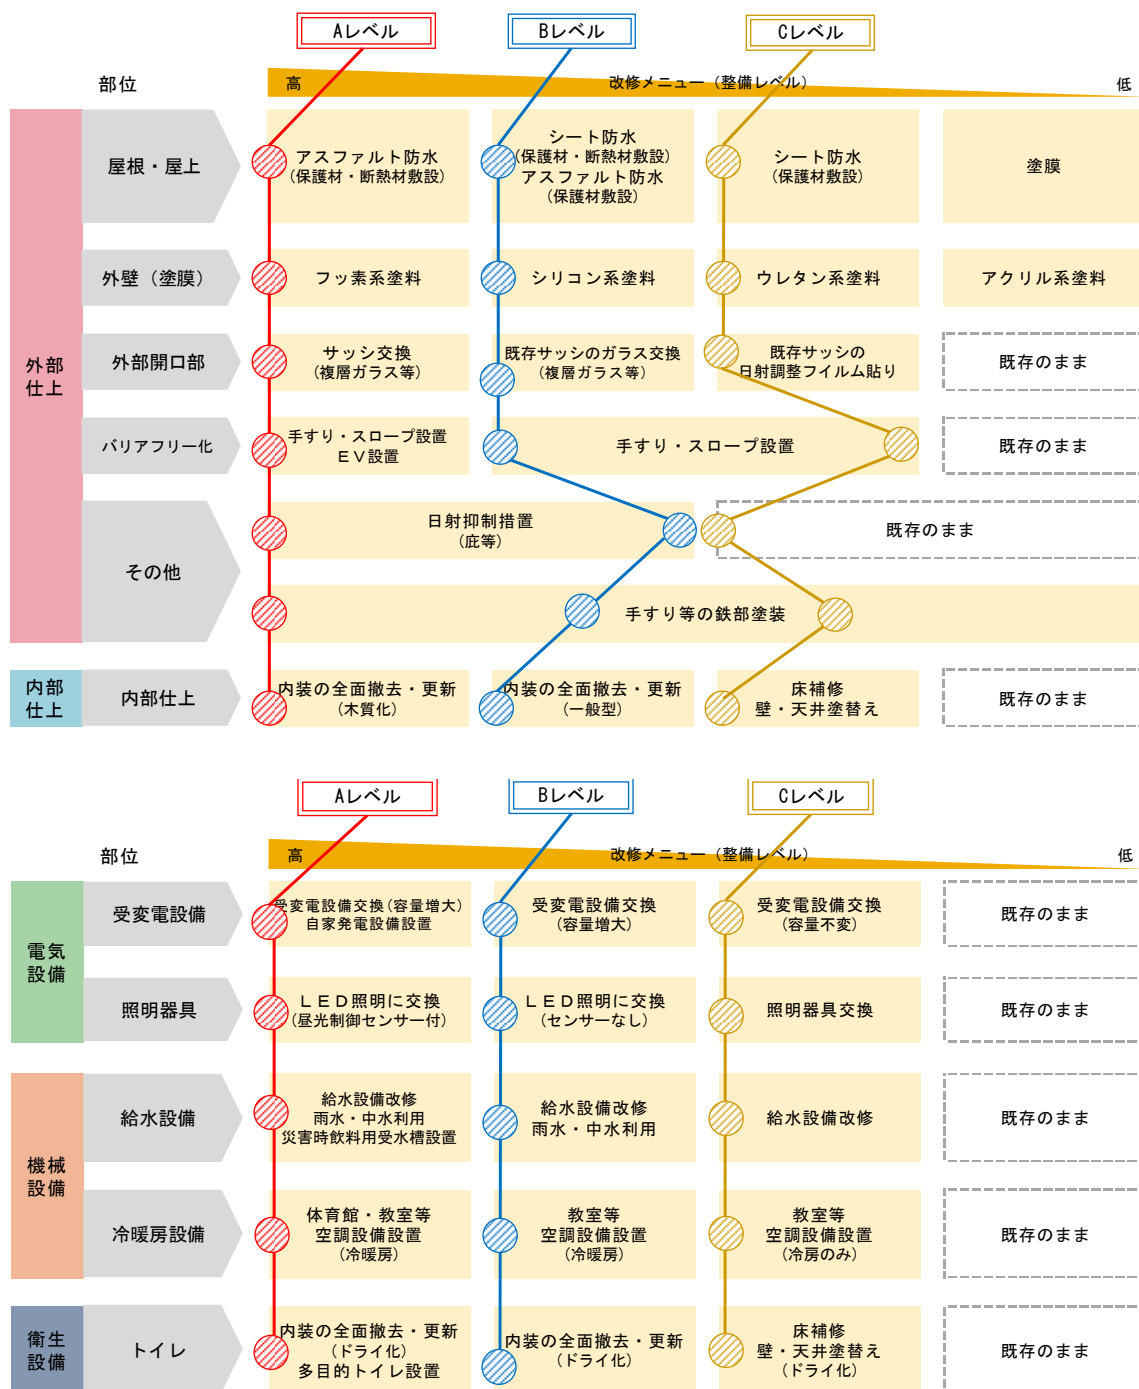 Aレベル
Bレベル
Cレベル
部位
高
改修メニュー（整備レベル）
低
外部
仕上
屋根・屋上
アスファルト防水
(保護材・断熱材敷設)
シート防水
(保護材・断熱材敷設)
アスファルト防水
(保護材敷設)
シート防水
(保護材敷設)
塗膜
外壁（塗膜）
フッ素系塗料
シリコン系塗料
ウレタン系塗料
アクリル系塗料
外部開口部
サッシ交換
(複層ガラス等)
既存サッシのガラス交換
(複層ガラス等)
既存サッシの
日射調整フイルム貼り
既存のまま
バリアフリー化
手すり・スロープ設置
ＥＶ設置
手すり・スロープ設置
既存のまま
その他
日射抑制措置
(庇等)
既存のまま
手すり等の鉄部塗装
内部
仕上
内部仕上
内装の全面撤去・更新
(木質化)
内装の全面撤去・更新
(一般型)
床補修
壁・天井塗替え
既存のまま
Aレベル
Bレベル
Cレベル
部位
高
改修メニュー（整備レベル）
低
電気
設備
受変電設備
受変電設備交換(容量増大)
自家発電設備設置
受変電設備交換
(容量増大)
受変電設備交換
(容量不変)
既存のまま
照明器具
ＬＥＤ照明に交換
(昼光制御センサー付)
ＬＥＤ照明に交換
(センサーなし)
照明器具交換
既存のまま
機械
設備
給水設備
給水設備改修
雨水・中水利用
災害時飲料用受水槽設置
給水設備改修
雨水・中水利用
給水設備改修
既存のまま
冷暖房設備
体育館・教室等
空調設備設置
(冷暖房)
教室等
空調設備設置
(冷暖房)
教室等
空調設備設置
(冷房のみ)
既存のまま
衛生
設備
トイレ
内装の全面撤去・更新
(ドライ化)
多目的トイレ設置
内装の全面撤去・更新
(ドライ化)
床補修
壁・天井塗替え
(ドライ化)
既存のまま